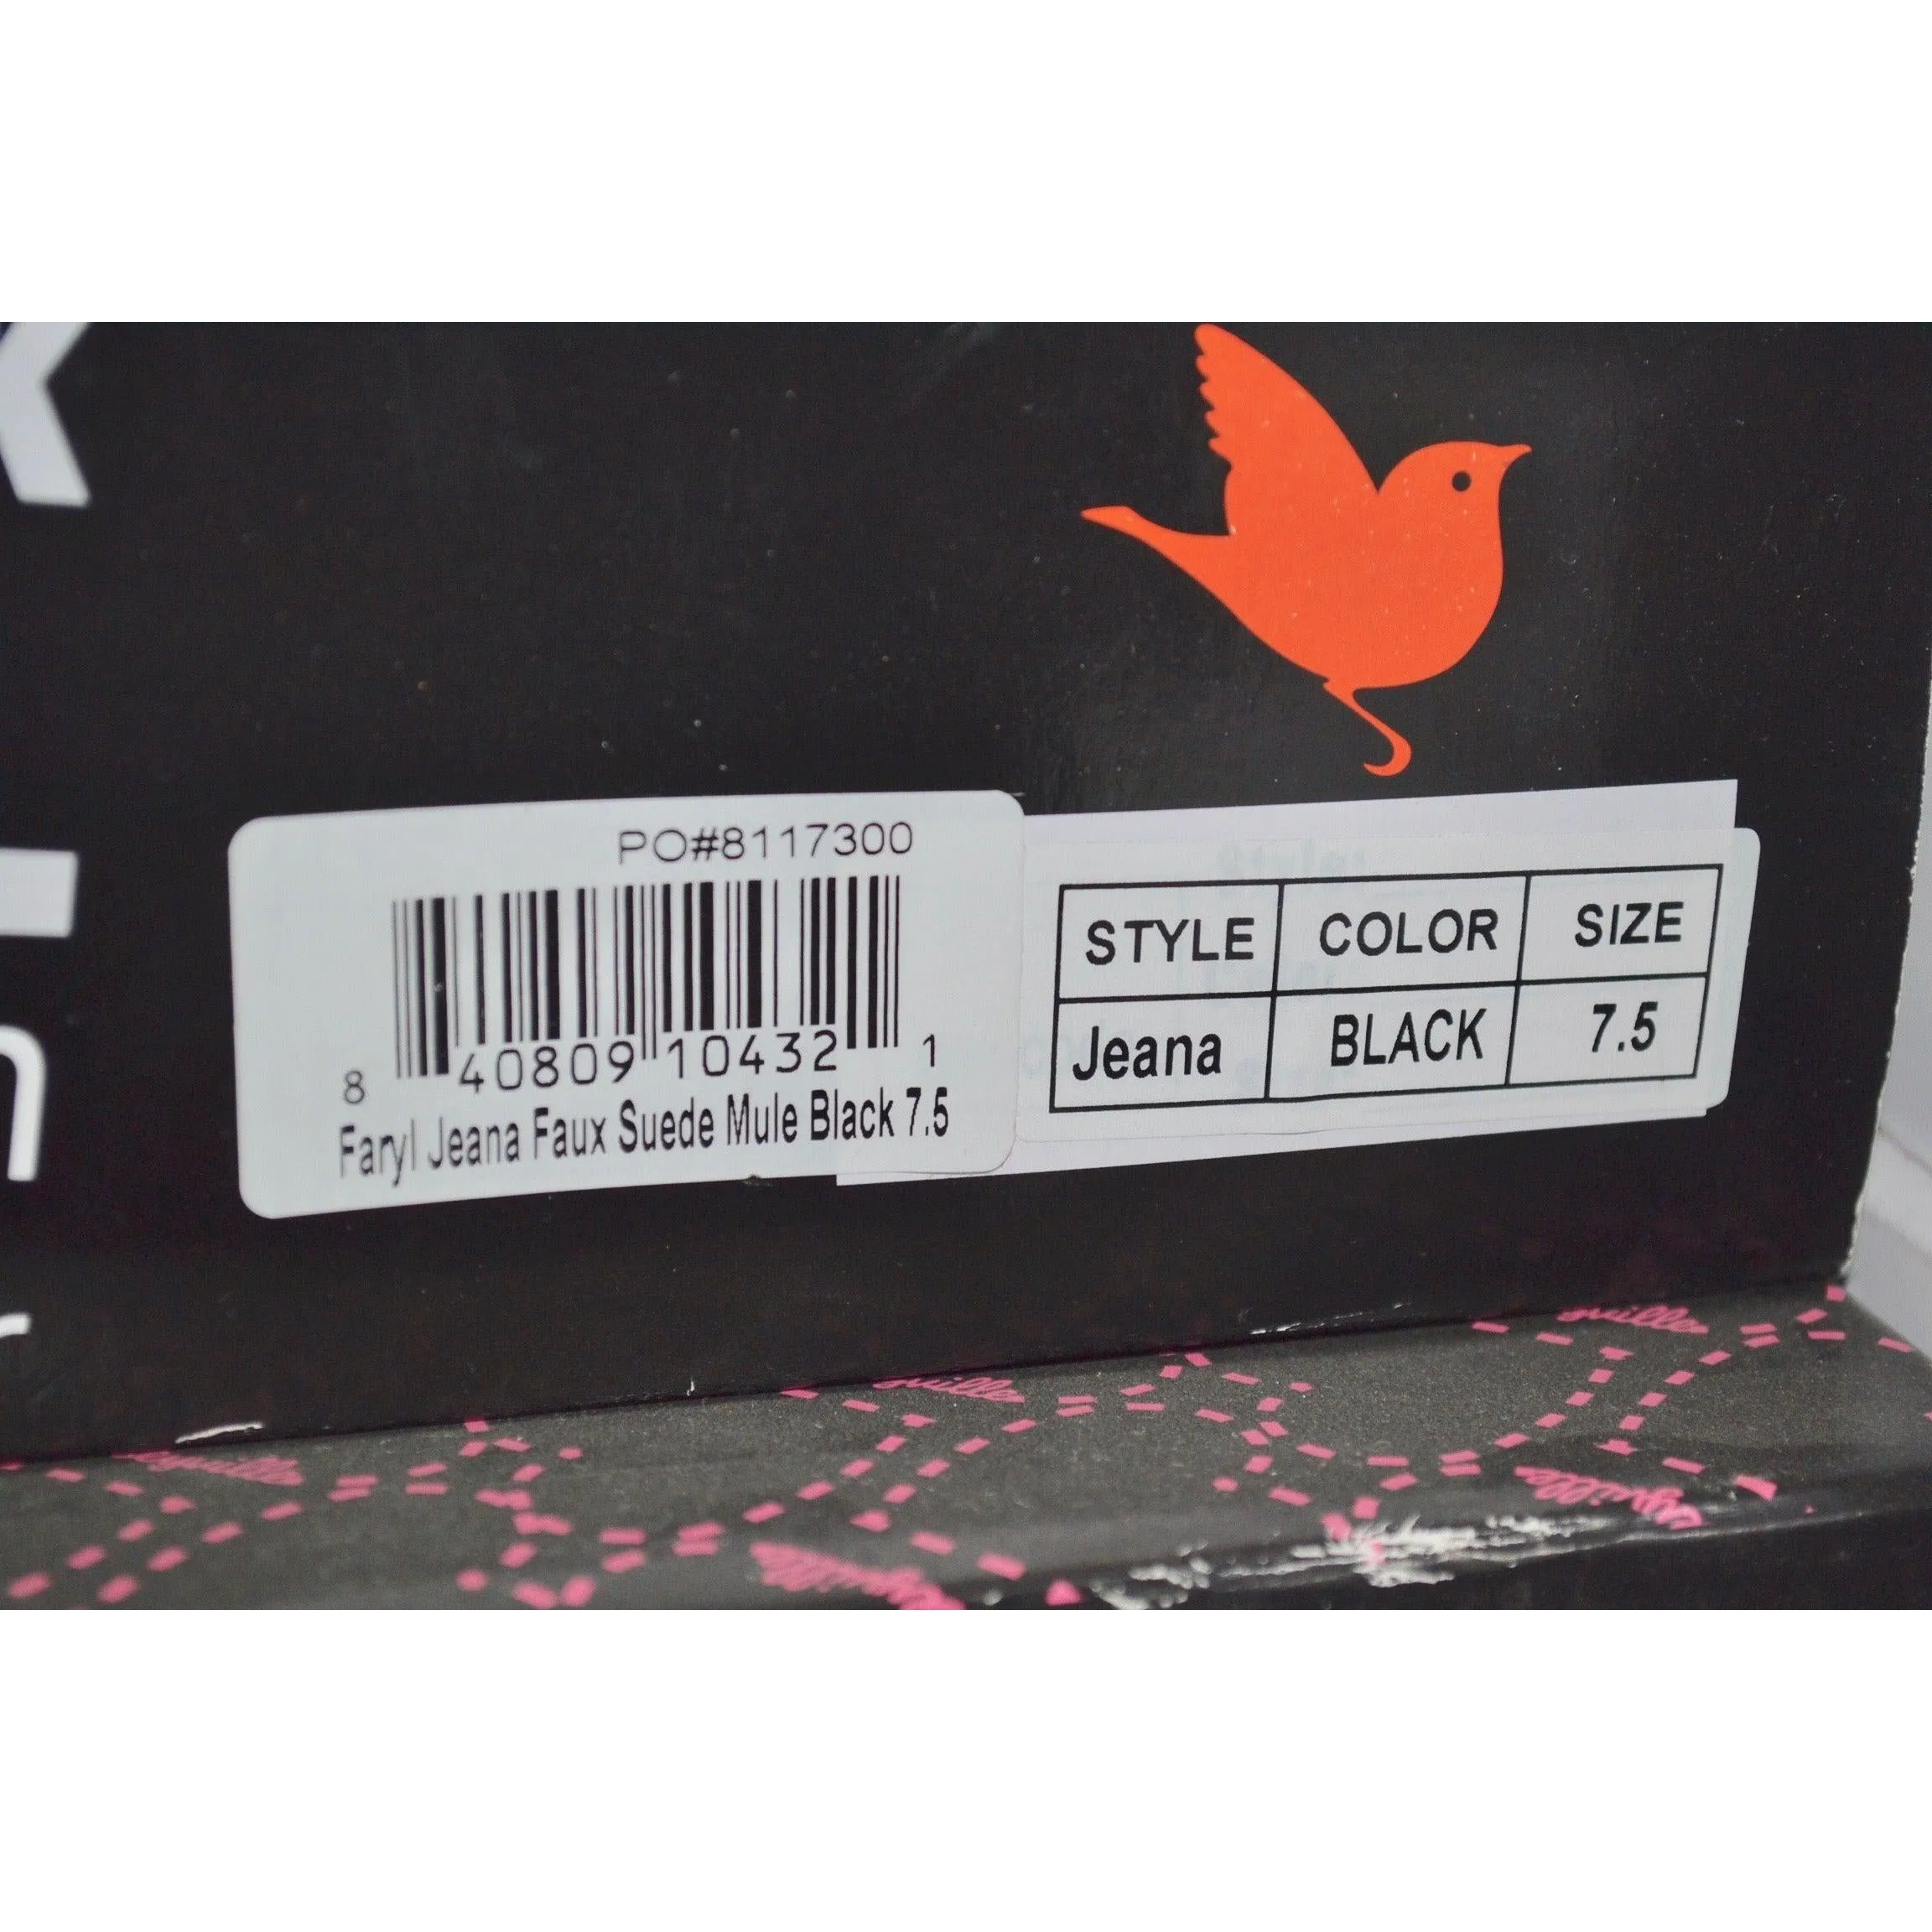 PO#8117300
8 40809 10432 1
Faryl Jeana Faux Suede Mule Black 7.5
STYLE COLOR SIZE
Jeana BLACK 7.5